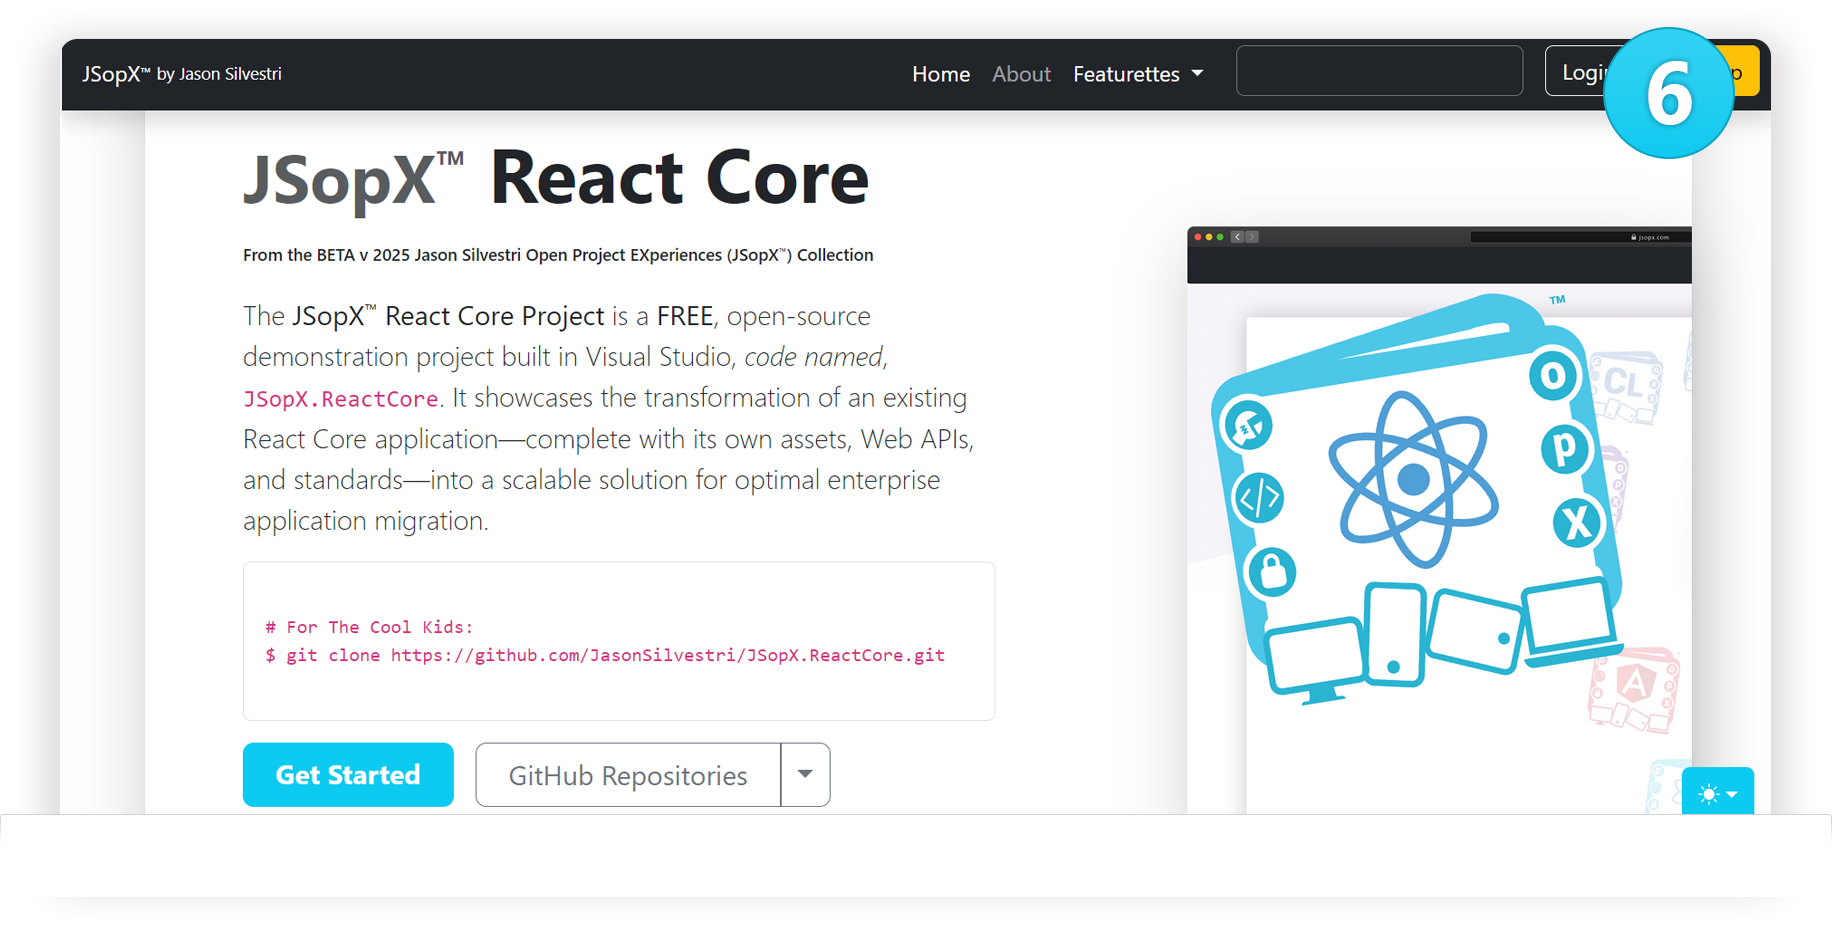 JSopX™ by Jason Silvestri
Home About Featurettes
6
JSopX™ React Core
From the BETA v 2025 Jason Silvestri Open Project EXperiences (JSopX™) Collection
The JSopX™ React Core Project is a FREE, open-source
demonstration project built in Visual Studio, code named,
JSopX.ReactCore. It showcases the transformation of an existing
React Core application—complete with its own assets, Web APIs,
and standards—into a scalable solution for optimal enterprise
application migration.
# For The Cool Kids:
$ git clone https://github.com/JasonSilvestri/JSopX.ReactCore.git
Get Started
GitHub Repositories
jsopx.com
™
O
P
X
</>
CL
A